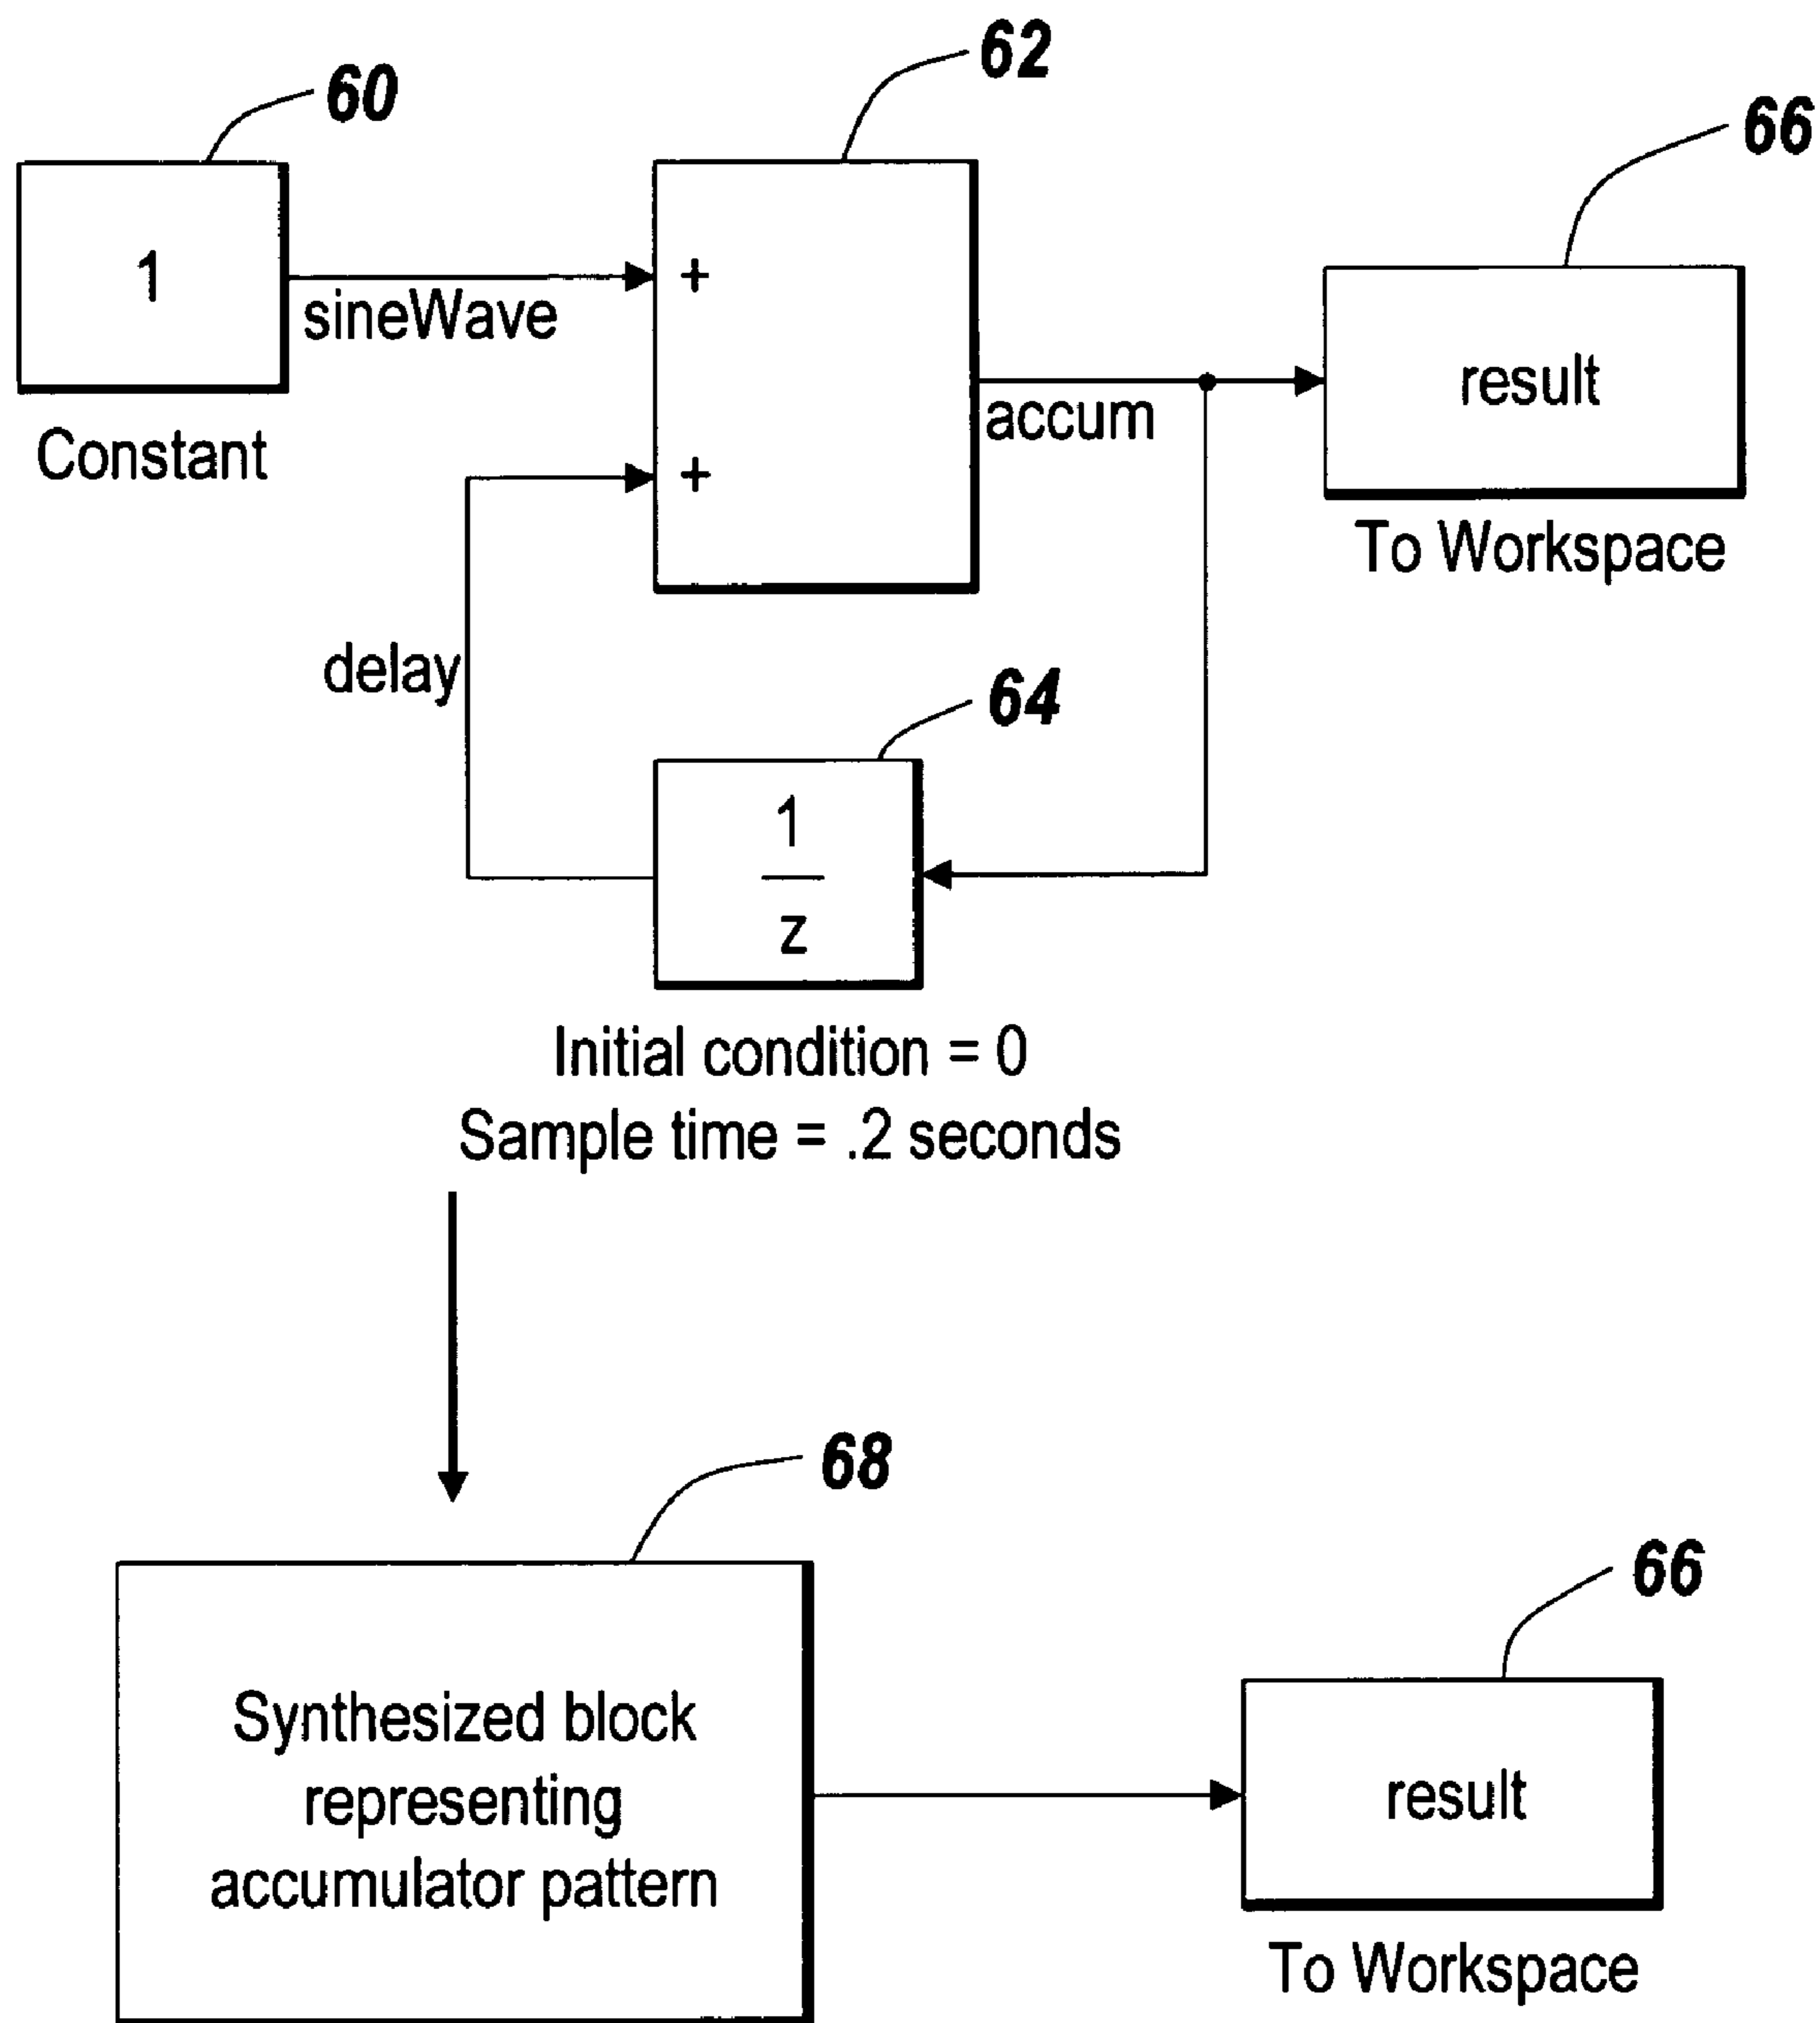 60
62
66
1
sineWave
+
+
accum
result
Constant
To Workspace
delay
64
1
z
Initial condition = 0
Sample time = .2 seconds
68
66
Synthesized block
representing
accumulator pattern
result
To Workspace